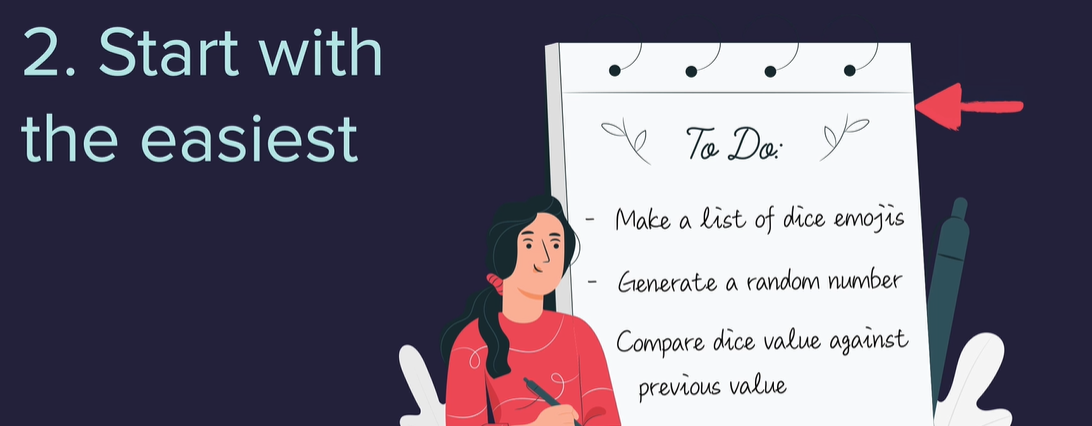 2. Start with
the easiest
To Do:
- Make a list of dice emojis
- Generate a random number
Compare dice value against
previous value